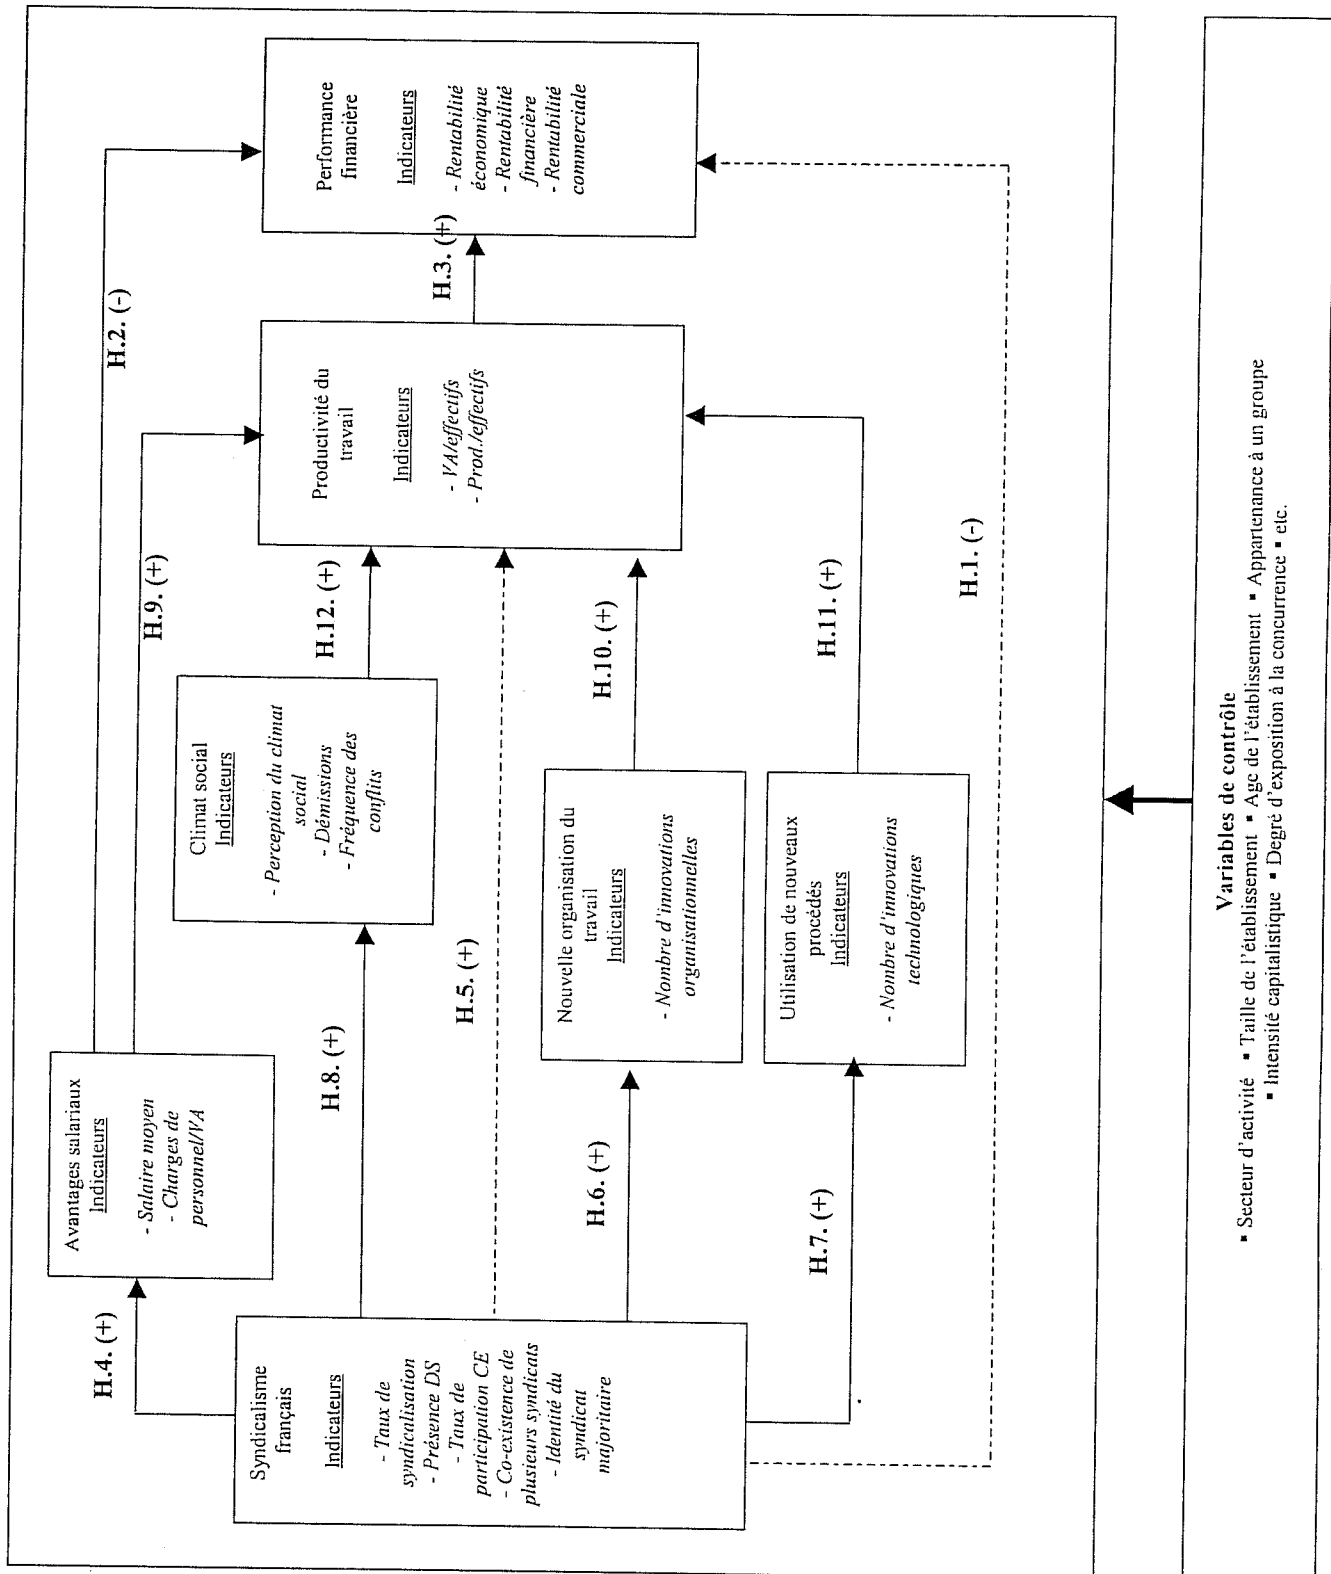 Syndicalisme
français
Indicateurs
- Taux de
syndicalisation
- Présence DS
- Taux de
participation CE
- Co-existence de
plusieurs syndicats
- Identité du
syndicat
majoritaire
H.4. (+)
H.8. (+)
H.5. (+)
H.6. (+)
H.7. (+)
Avantages salariaux
Indicateurs
- Salaire moyen
- Charges de
personnel/VA
Climat social
Indicateurs
- Perception du climat
social
- Démissions
- Fréquence des
conflits
Nouvelle organisation du
travail
Indicateurs
- Nombre d'innovations
organisationnelles
Utilisation de nouveaux
procédés
Indicateurs
- Nombre d'innovations
technologiques
H.9. (+)
H.12. (+)
H.10. (+)
H.11. (+)
H.1. (-)
Productivité du
travail
Indicateurs
- VA/effectifs
- Prod./effectifs
H.2. (-)
H.3. (+)
Performance
financière
Indicateurs
- Rentabilité
économique
- Rentabilité
financière
- Rentabilité
commerciale
Variables de contrôle
▪ Secteur d'activité ▪ Taille de l'établissement ▪ Age de l'établissement ▪ Appartenance à un groupe
▪ Intensité capitalistique ▪ Degré d'exposition à la concurrence ▪ etc.